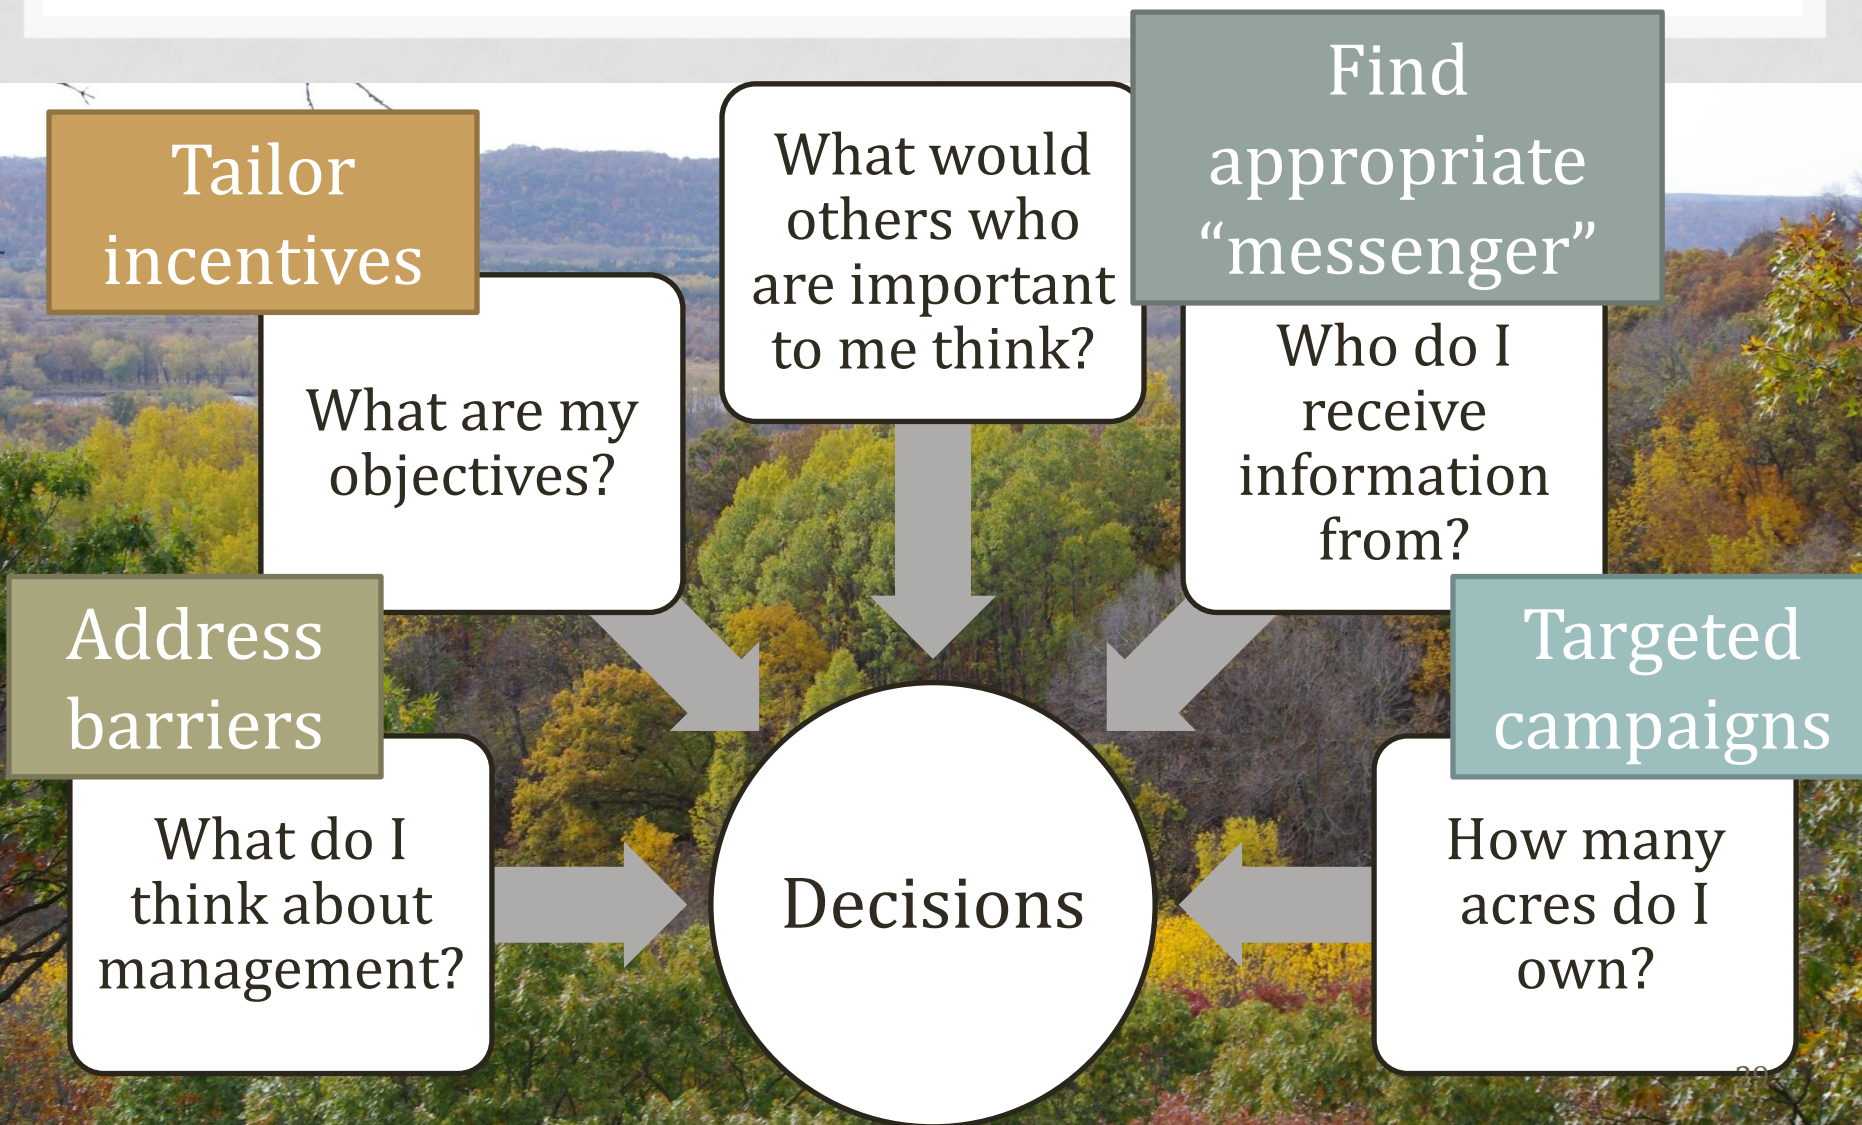 Tailor
incentives
What are my
objectives?
What would
others who
are important
to me think?
Find
appropriate
“messenger”
Who do I
receive
information
from?
Address
barriers
What do I
think about
management?
Decisions
Targeted
campaigns
How many
acres do I
own?